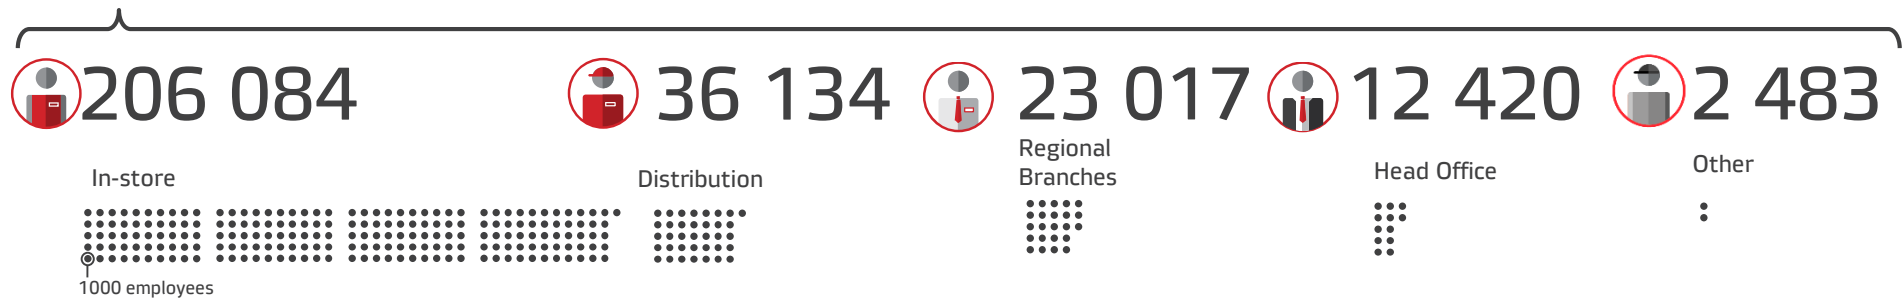 206 084
36 134
23 017
12 420
2 483
In-store
Distribution
Regional
Branches
Head Office
Other
1000 employees